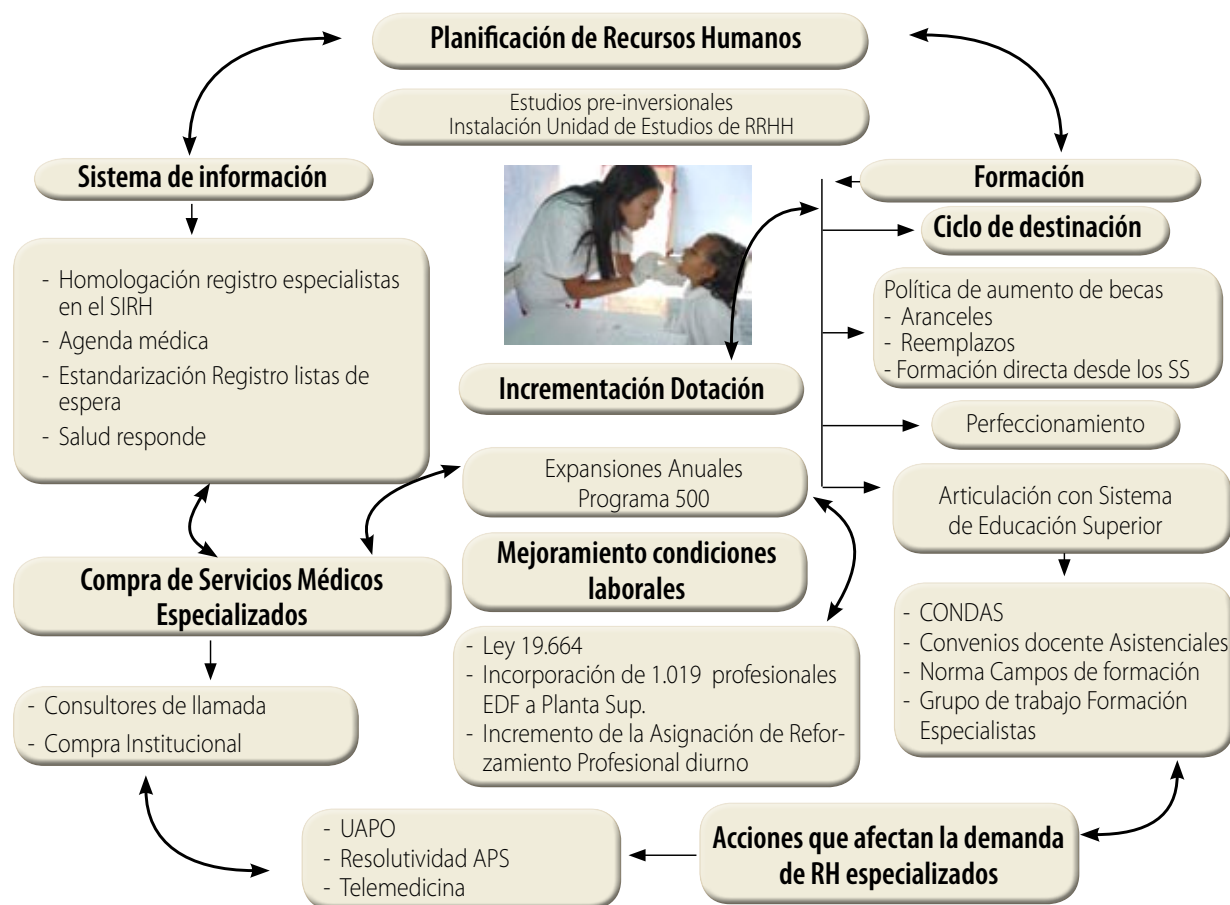 Planificación de Recursos Humanos
Estudios pre-inversionales
Instalación Unidad de Estudios de RRHH
Sistema de información
- Homologación registro especialistas
en el SIRH
- Agenda médica
- Estandarización Registro listas de
espera
- Salud responde
Compra de Servicios Médicos
Especializados
- Consultores de llamada
- Compra Institucional
Incrementación Dotación
Expansiones Anuales
Programa 500
Mejoramiento condiciones
laborales
- Ley 19.664
- Incorporación de 1.019 profesionales
EDF a Planta Sup.
- Incremento de la Asignación de Refor-
zamiento Profesional diurno
Formación
Ciclo de destinación
Política de aumento de becas
- Aranceles
- Reemplazos
- Formación directa desde los SS
Perfeccionamiento
Articulación con Sistema
de Educación Superior
- CONDAS
- Convenios docente Asistenciales
- Norma Campos de formación
- Grupo de trabajo Formación
Especialistas
Acciones que afectan la demanda
de RH especializados
- UAPO
- Resolutividad APS
- Telemedicina